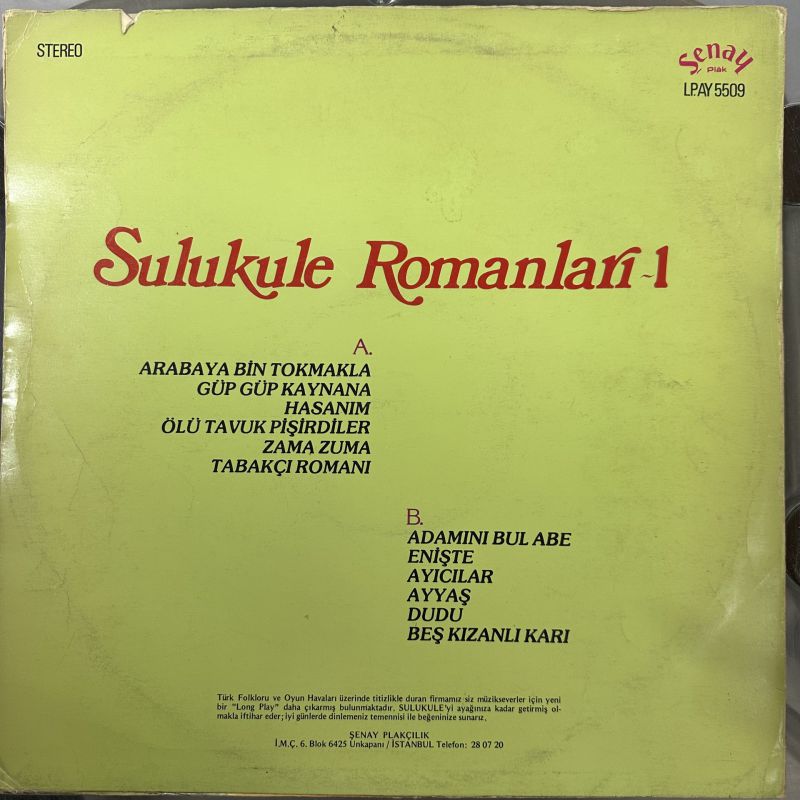 STEREO
Şenay
Plak
LP.AY 5509
Sulukule Romanları-1
A.
ARABAYA BİN TOKMAKLA
GÜP GÜP KAYNANA
HASANIM
ÖLÜ TAVUK PİŞİRDİLER
ZAMA ZUMA
TABAKÇI ROMANI
B.
ADAMINI BUL ABE
ENİŞTE
AYICILAR
AYYAŞ
DUDU
BEŞ KIZANLI KARI
Türk Folkloru ve Oyun Havaları üzerinde titizlikle duran firmamız siz müzikseverler için yeni
bir "Long Play" daha çıkarmış bulunmaktadır. SULUKULE'yi ayağınıza kadar getirmiş ol-
makla iftihar eder; iyi günlerde dinlemeniz temennisi ile beğeninize sunarız.
ŞENAY PLAKÇILIK
İ.M.Ç. 6. Blok 6425 Unkapanı / İSTANBUL Telefon: 28 07 20